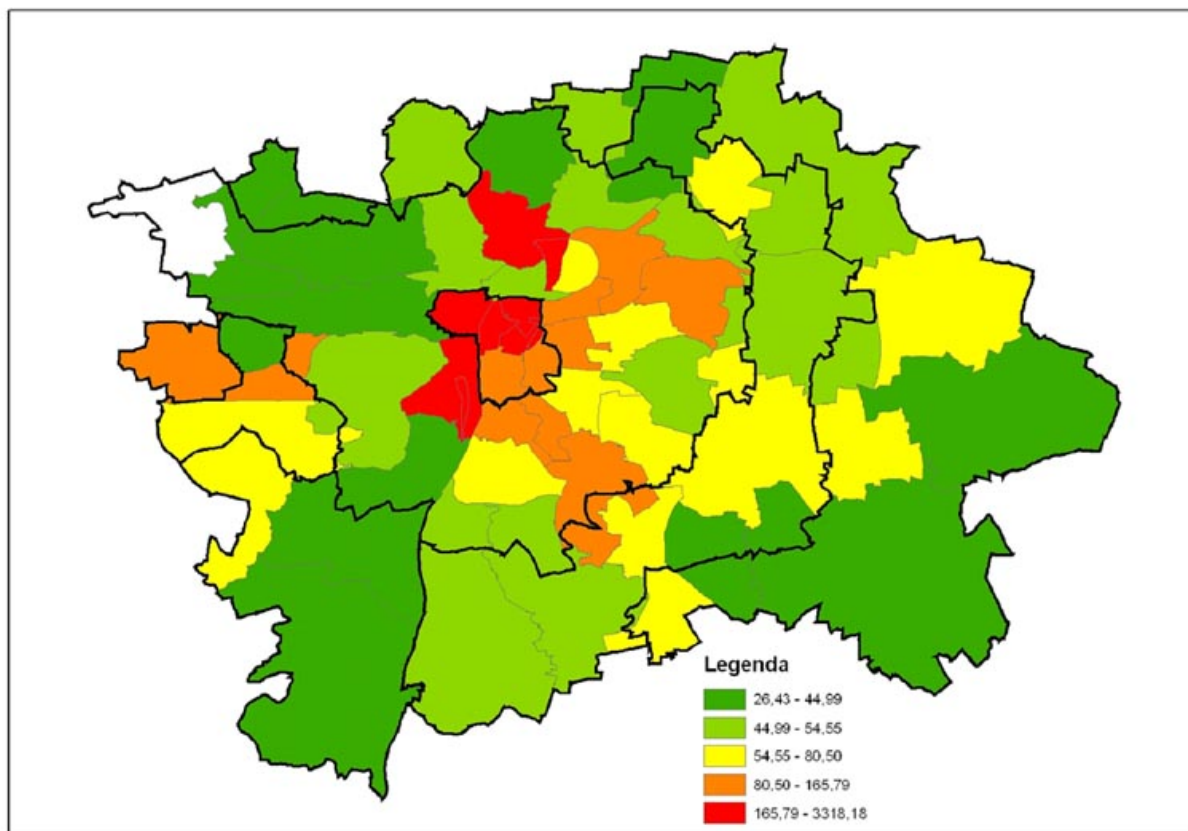 Legenda
26,43 - 44,99
44,99 - 54,55
54,55 - 80,50
80,50 - 165,79
165,79 - 3318,18